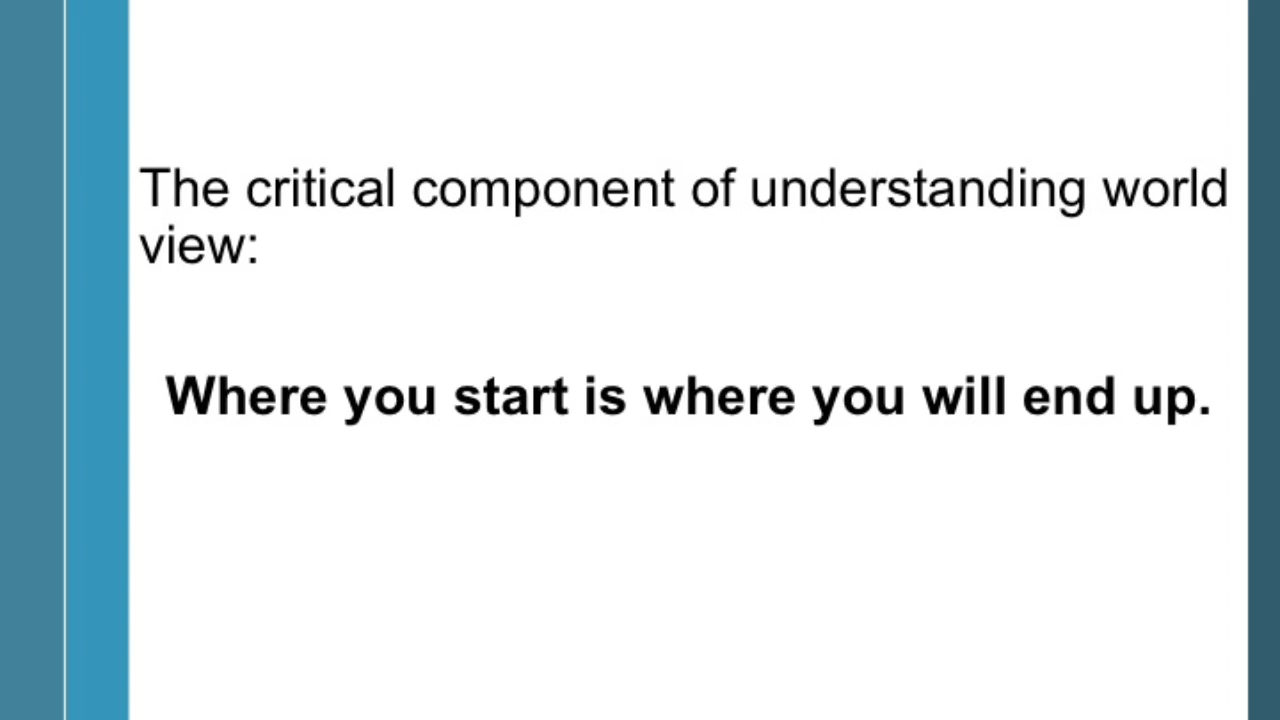 The critical component of understanding world
view:
Where you start is where you will end up.